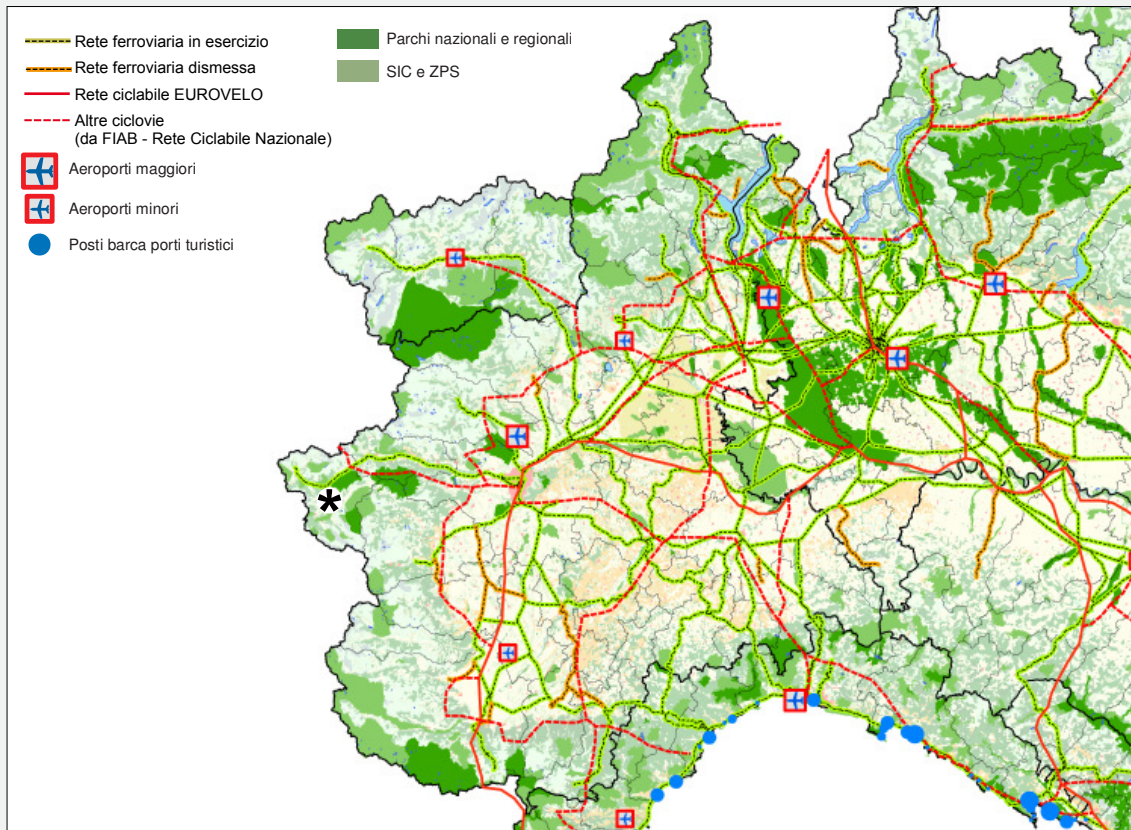 Rete ferroviaria in esercizio
Rete ferroviaria dismessa
Rete ciclabile EUROVELO
Altre ciclovie
(da FIAB - Rete Ciclabile Nazionale)
Aeroporti maggiori
Aeroporti minori
Posti barca porti turistici
Parchi nazionali e regionali
SIC e ZPS
*